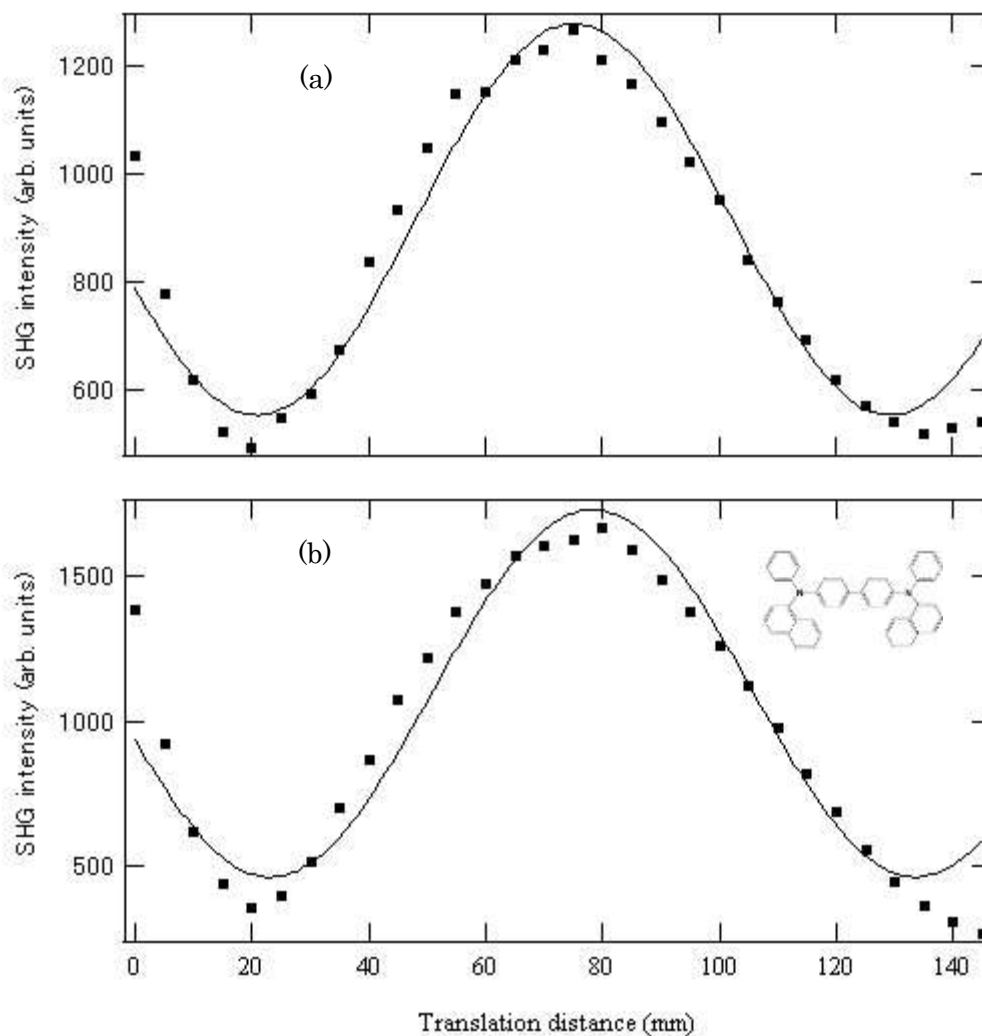 (a)
SHG intensity (arb. units)
1200
1000
800
600
(b)
SHG intensity (arb. units)
1500
1000
500
N
N
0 20 40 60 80 100 120 140
Translation distance (mm)